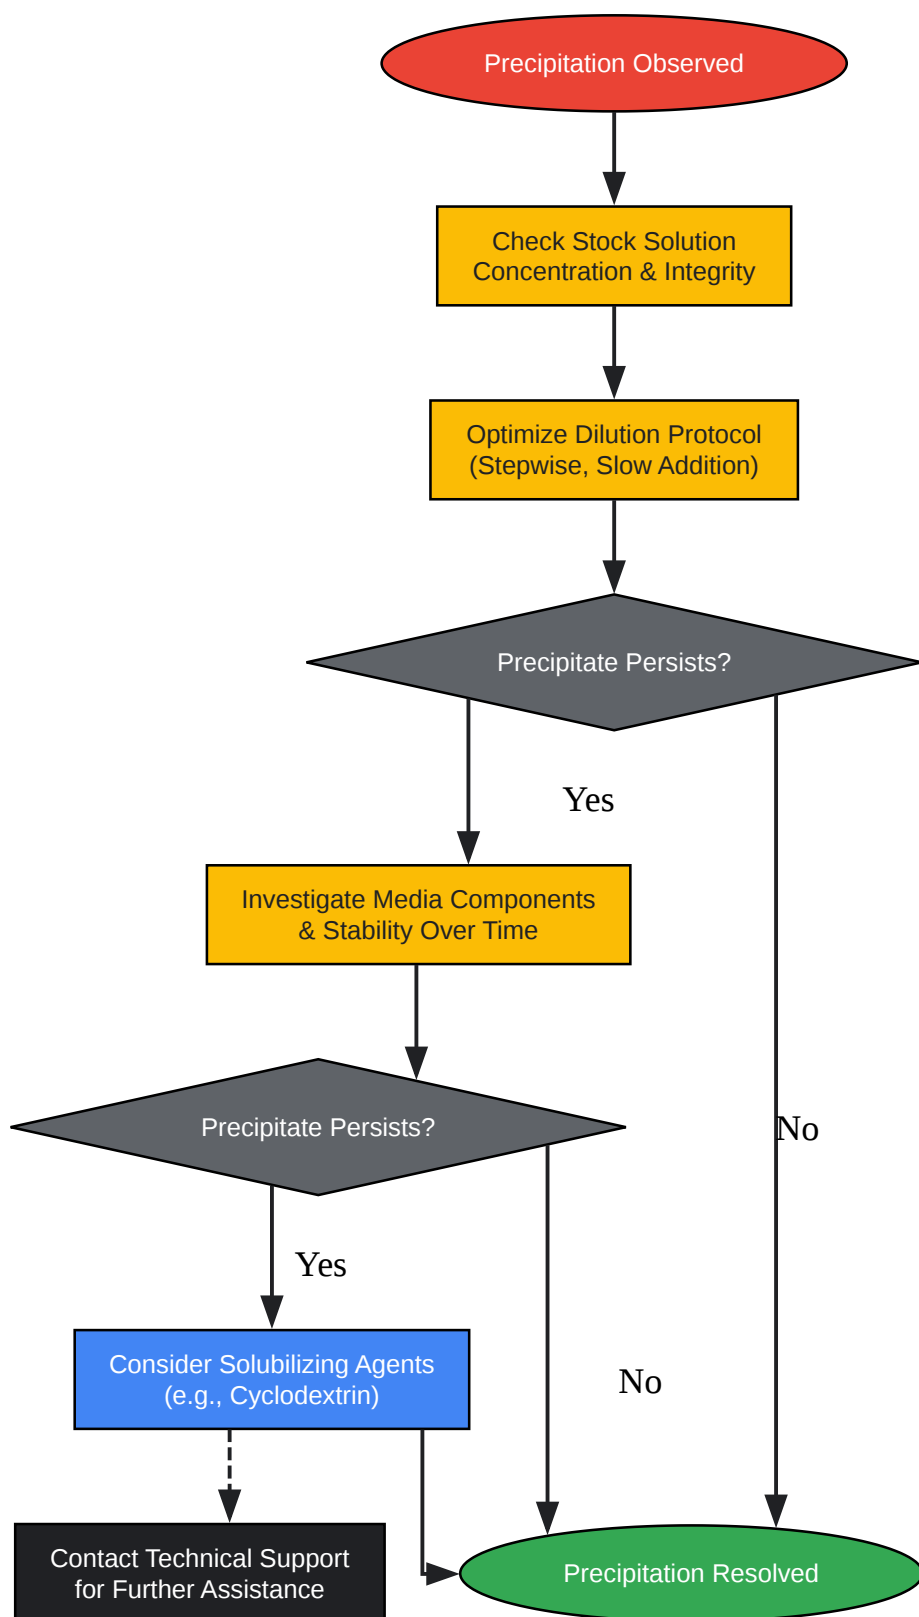 Precipitation Observed
Check Stock Solution
Concentration & Integrity
Optimize Dilution Protocol
(Stepwise, Slow Addition)
Precipitate Persists?
Yes
Investigate Media Components
& Stability Over Time
Precipitate Persists?
No
Yes
Consider Solubilizing Agents
(e.g., Cyclodextrin)
No
Contact Technical Support
for Further Assistance
Precipitation Resolved